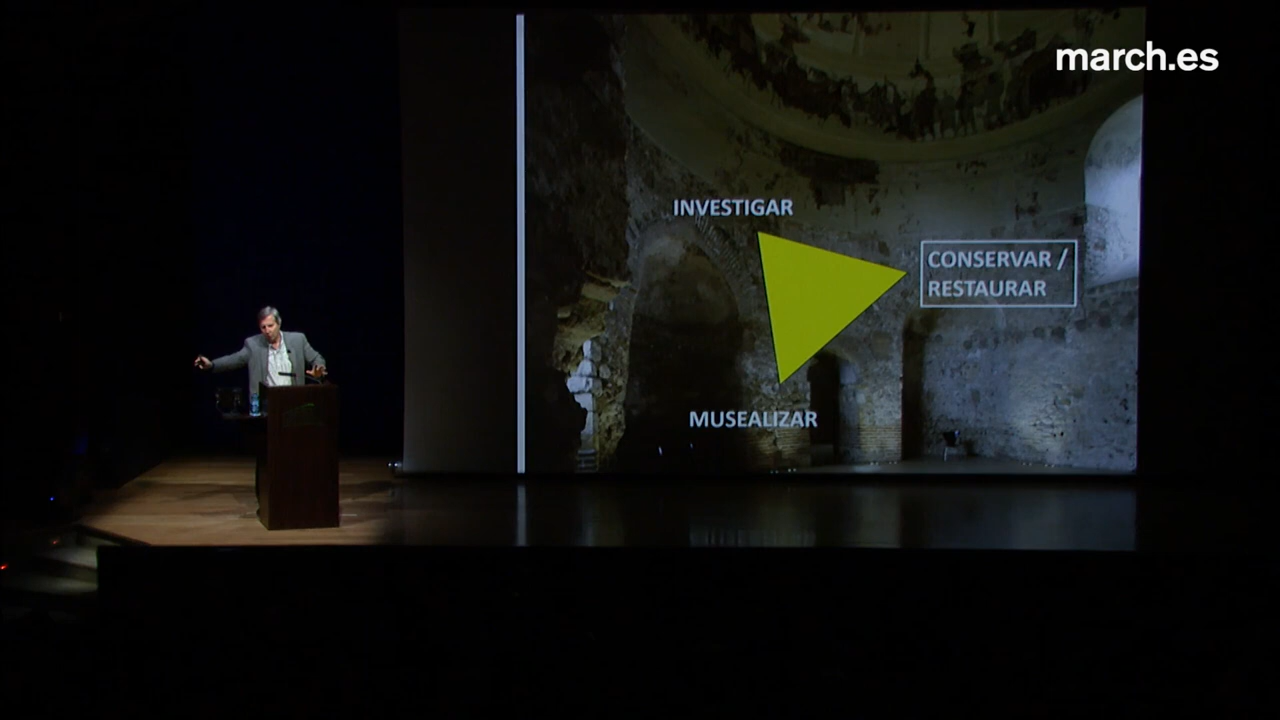 march.es
INVESTIGAR
CONSERVAR /
RESTAURAR
MUSEALIZAR